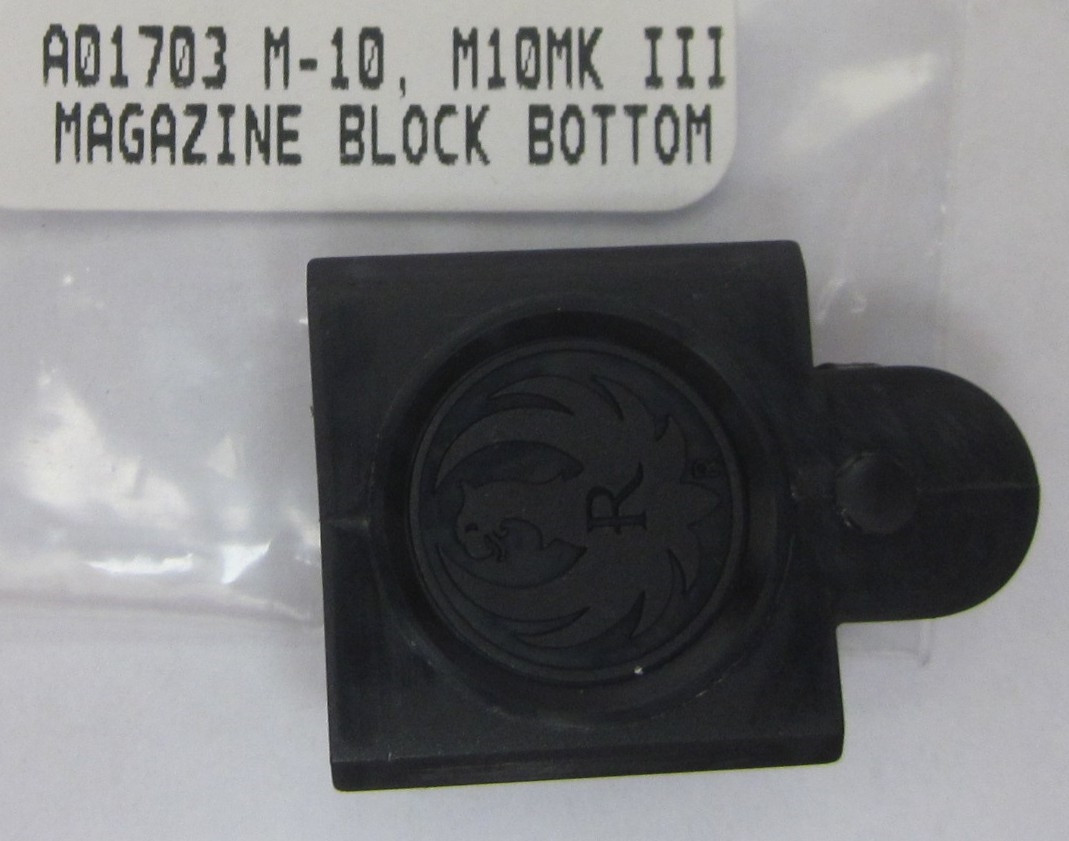 A01703 M-10, M10MK III
MAGAZINE BLOCK BOTTOM
R
®